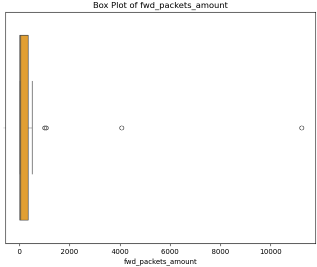 Box Plot of fwd_packets_amount
0 2000 4000 6000 8000 10000
fwd_packets_amount